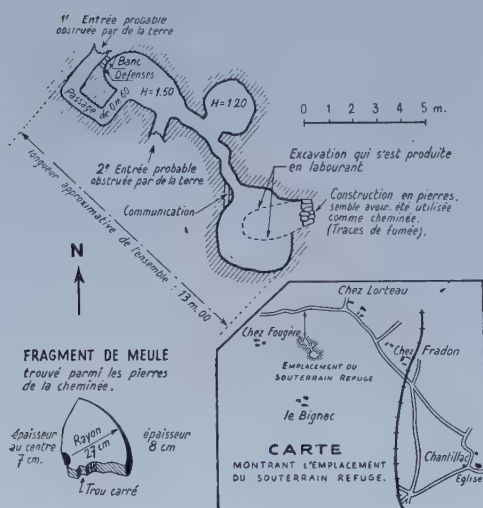 1e Entrée probable
obstruée par de la terre
Banc
Défenses
Passage
de 0m 60
H = 1.50
H = 1.20
0 1 2 3 4 5 m.
2e Entrée probable
obstruée par de la terre
Excavation qui s'est produite
en labourant
Communication
Construction en pierres,
semble avoir été utilisée
comme cheminée.
(Traces de fumée).
longueur approximative de l'ensemble : 13 m.00
N
FRAGMENT DE MEULE
trouvé parmi les pierres
de la cheminée.
épaisseur
au centre
7 cm.
Rayon
27 cm
épaisseur
8 cm
Trou carré
Chez Lorteau
Chez Fougère
EMPLACEMENT DU
SOUTERRAIN REFUGE
Chez Fradon
le Bignac
Chantillac
Eglise
CARTE
MONTRANT L'EMPLACEMENT
DU SOUTERRAIN REFUGE.